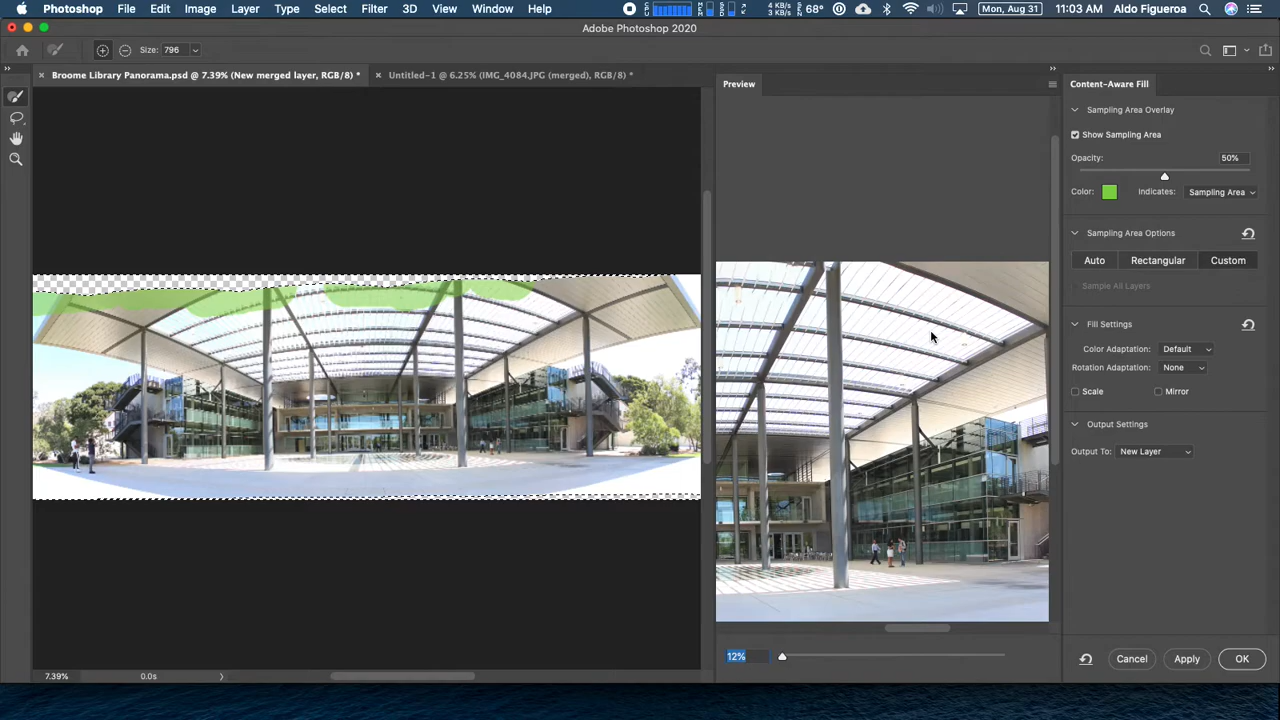 Photoshop File Edit Image Layer Type Select Filter 3D View Window Help 68° Mon, Aug 31 11:03 AM Aldo Figueroa
Adobe Photoshop 2020
Size: 796
Broome Library Panorama.psd @ 7.39% (New merged layer, RGB/8) *
Untitled-1 @ 6.25% (IMG_4084.JPG (merged), RGB/8) *
Preview
Content-Aware Fill
Sampling Area Overlay
Show Sampling Area
Opacity: 50%
Color: Indicates: Sampling Area
Sampling Area Options
Auto Rectangular Custom
Sample All Layers
Fill Settings
Color Adaptation: Default
Rotation Adaptation: None
Scale Mirror
Output Settings
Output To: New Layer
12%
Cancel Apply OK
7.39% 0.0s